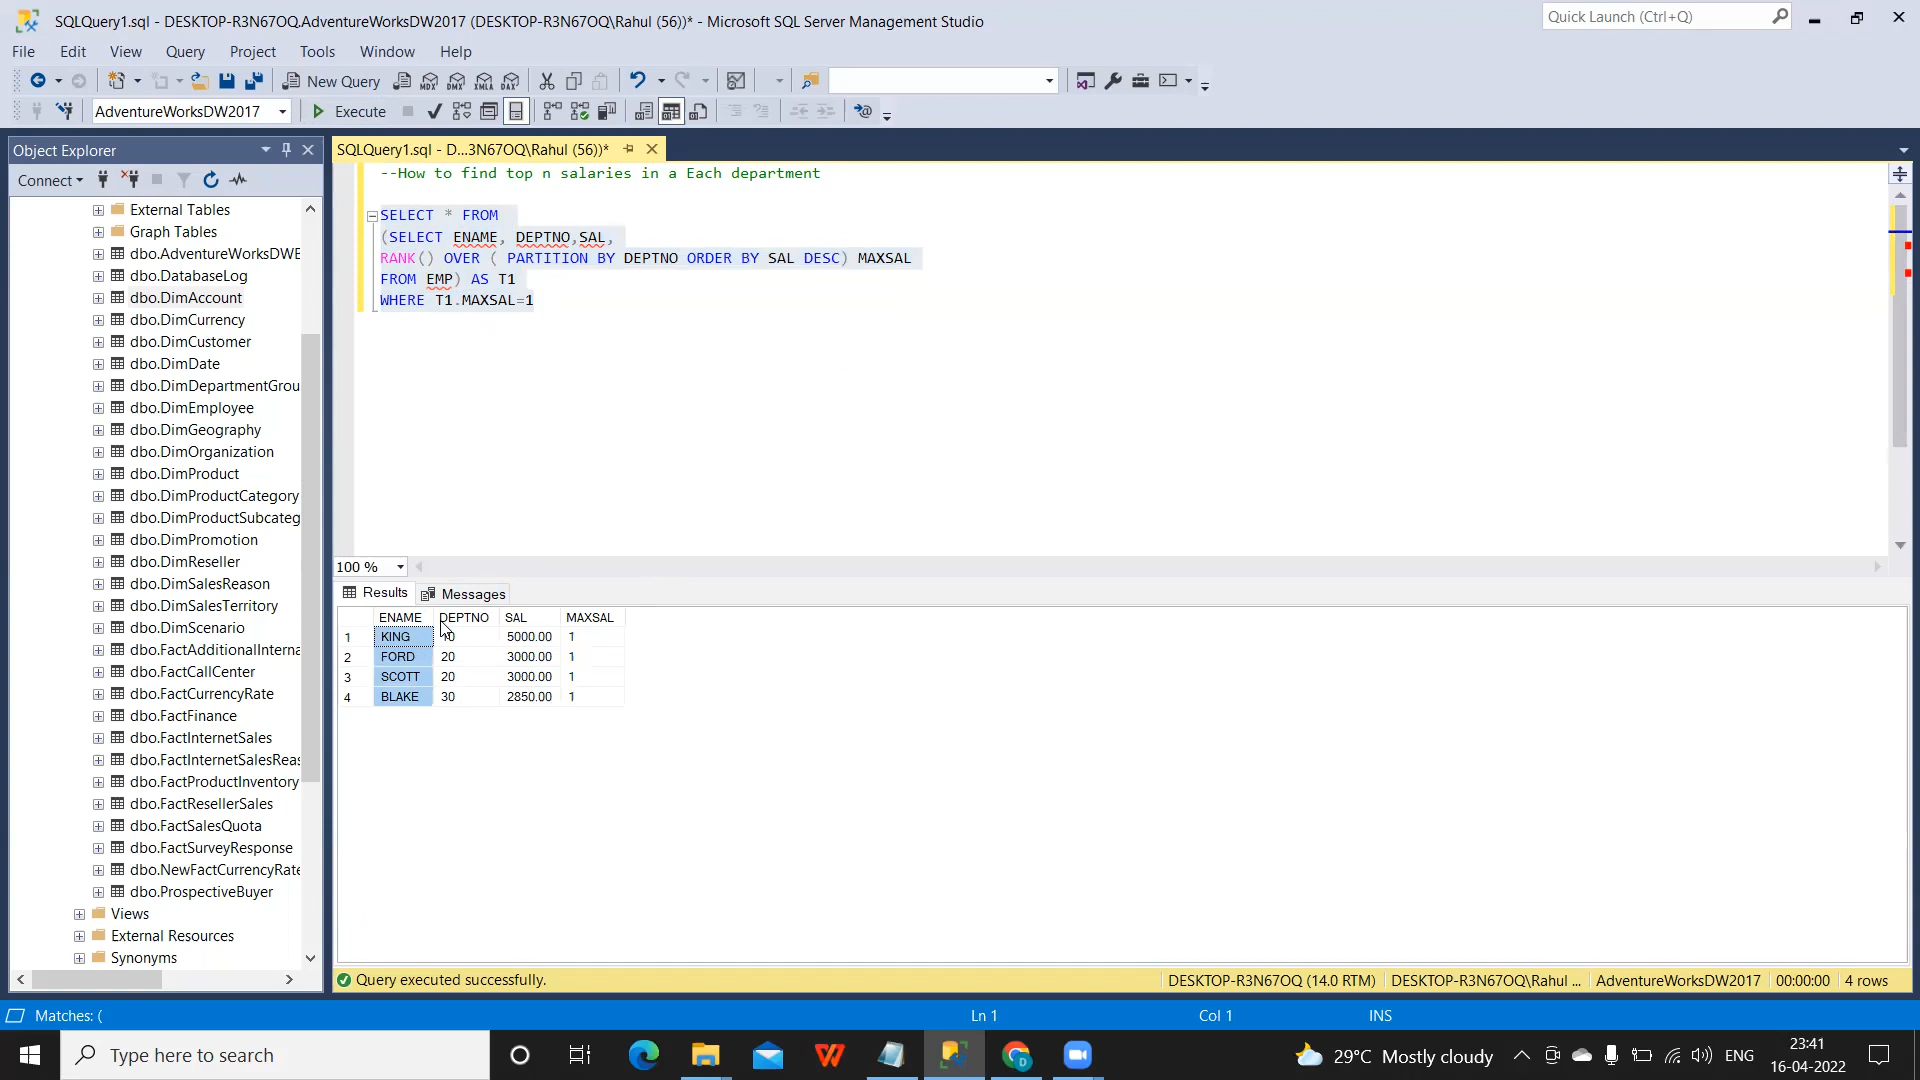 SQLQuery1.sql - DESKTOP-R3N67OQ.AdventureWorksDW2017 (DESKTOP-R3N67OQ\Rahul (56))* - Microsoft SQL Server Management Studio
Quick Launch (Ctrl+Q)
File Edit View Query Project Tools Window Help
New Query
MDX DMX XMLA DAX
AdventureWorksDW2017
Execute
Object Explorer
Connect
External Tables
Graph Tables
dbo.AdventureWorksDWE
dbo.DatabaseLog
dbo.DimAccount
dbo.DimCurrency
dbo.DimCustomer
dbo.DimDate
dbo.DimDepartmentGrou
dbo.DimEmployee
dbo.DimGeography
dbo.DimOrganization
dbo.DimProduct
dbo.DimProductCategory
dbo.DimProductSubcateg
dbo.DimPromotion
dbo.DimReseller
dbo.DimSalesReason
dbo.DimSalesTerritory
dbo.DimScenario
dbo.FactAdditionalInterna
dbo.FactCallCenter
dbo.FactCurrencyRate
dbo.FactFinance
dbo.FactInternetSales
dbo.FactInternetSalesReas
dbo.FactProductInventory
dbo.FactResellerSales
dbo.FactSalesQuota
dbo.FactSurveyResponse
dbo.NewFactCurrencyRate
dbo.ProspectiveBuyer
Views
External Resources
Synonyms
SQLQuery1.sql - D...3N67OQ\Rahul (56))*
--How to find top n salaries in a Each department
SELECT * FROM
(SELECT ENAME, DEPTNO,SAL,
RANK() OVER ( PARTITION BY DEPTNO ORDER BY SAL DESC) MAXSAL
FROM EMP) AS T1
WHERE T1.MAXSAL=1
100 %
Results Messages
ENAME DEPTNO SAL MAXSAL
1 KING 10 5000.00 1
2 FORD 20 3000.00 1
3 SCOTT 20 3000.00 1
4 BLAKE 30 2850.00 1
Query executed successfully.
DESKTOP-R3N67OQ (14.0 RTM) DESKTOP-R3N67OQ\Rahul ... AdventureWorksDW2017 00:00:00 4 rows
Matches: (
Ln 1 Col 1 INS
Type here to search
29°C Mostly cloudy
ENG
23:41
16-04-2022